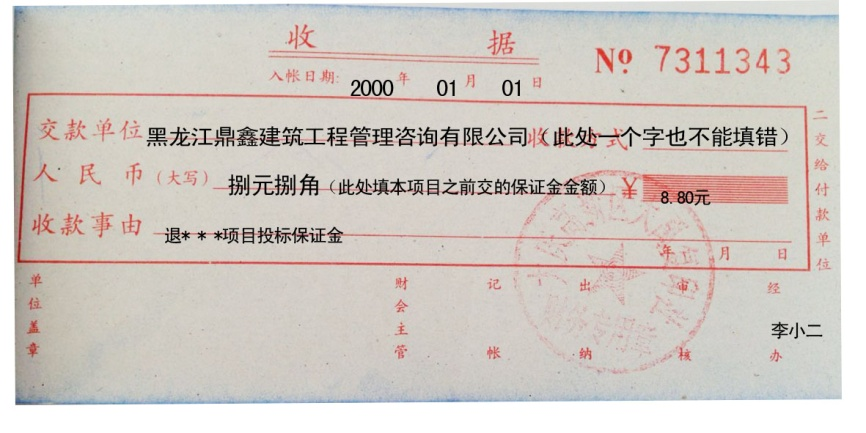 收 据
Nº 7311343
入帐日期: 2000 年 01 月 01 日
交款单位 黑龙江鼎鑫建筑工程管理咨询有限公司（此处一个字也不能填错）
收款方式
人民币（大写） 捌元捌角（此处填本项目之前交的保证金金额） ¥ 8.80元
收款事由 退***项目投标保证金
年 月 日
二交给付款单位
单位盖章 财会主管 记帐 出纳 审核 经办
李小二